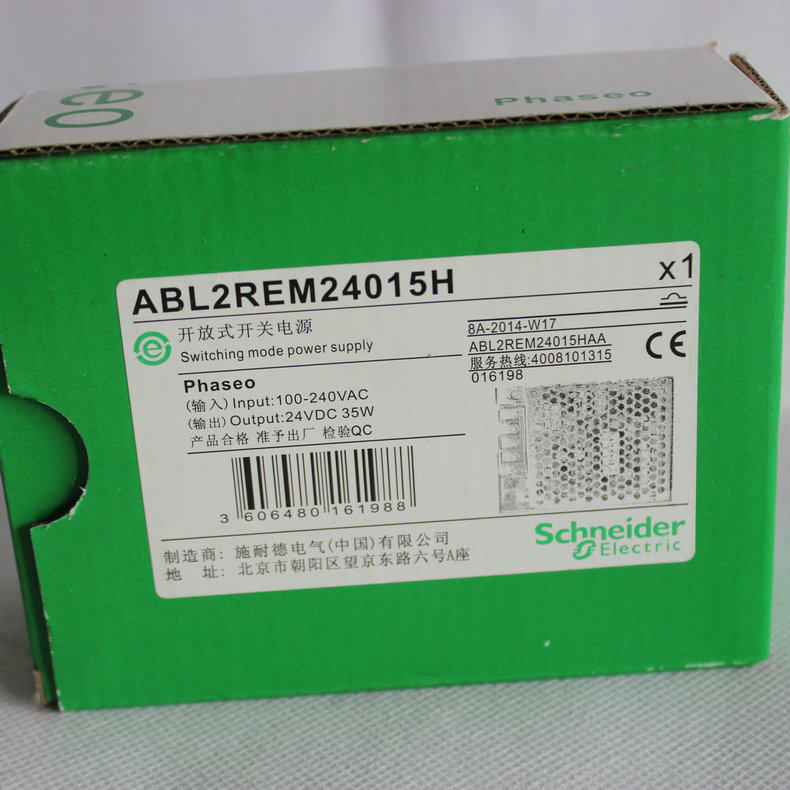 eo
Phaseo
ABL2REM24015H
x1
开放式开关电源
Switching mode power supply
8A-2014-W17
ABL2REM24015HAA
服务热线:4008101315
016198
CE
Phaseo
(输入) Input:100-240VAC
(输出) Output:24VDC 35W
产品合格 准予出厂 检验QC
3 606480 161988
Schneider
Electric
制造商: 施耐德电气(中国)有限公司
地 址: 北京市朝阳区望京东路六号A座